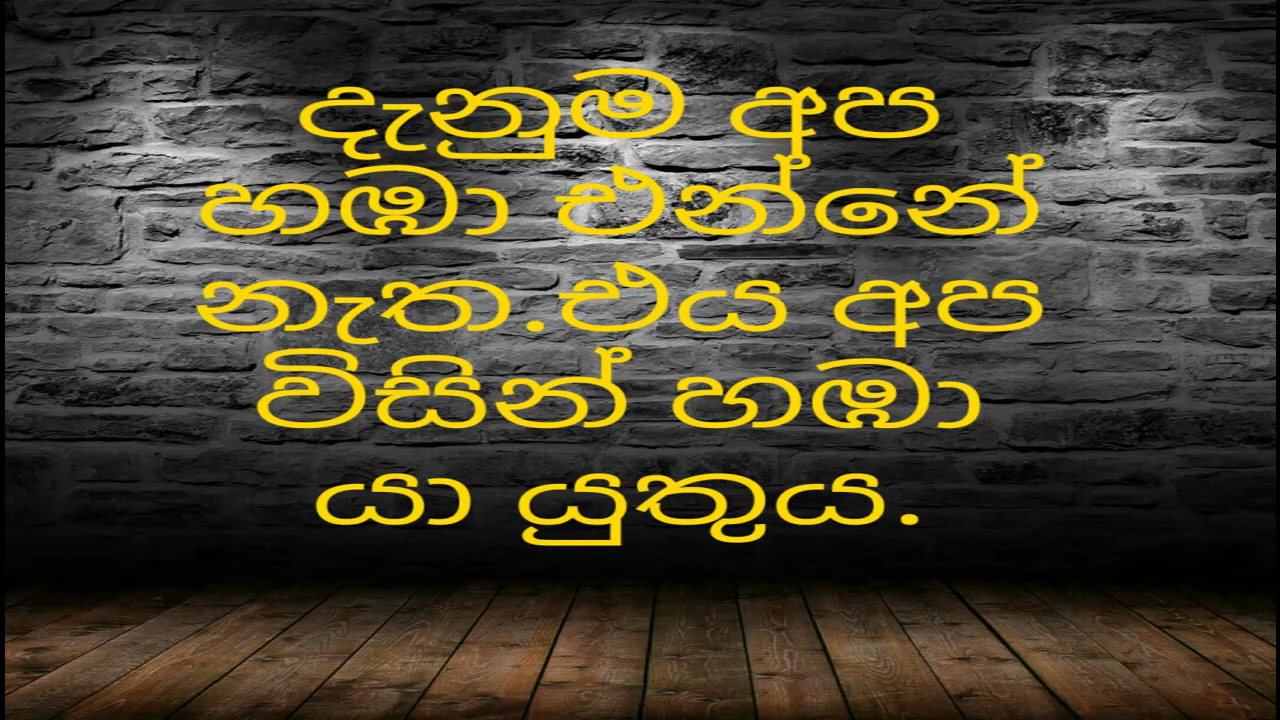 දැනුම අප
හඹා එන්නේ
නැත.එය අප
විසින් හඹා
යා යුතුය.